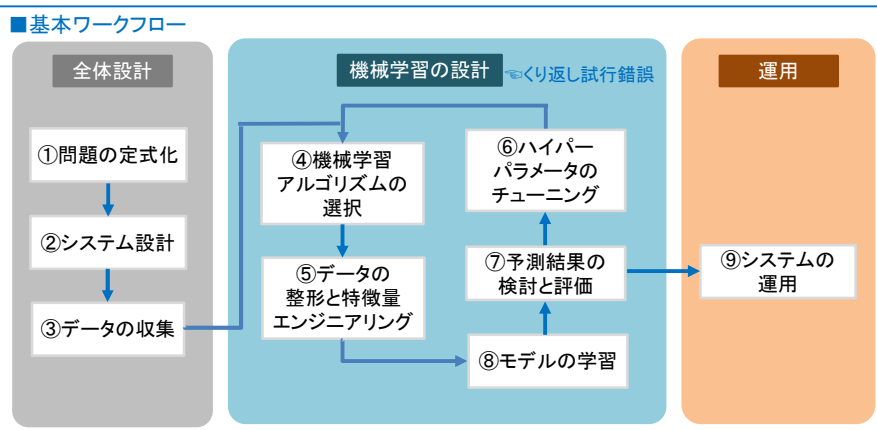 ■基本ワークフロー
全体設計
①問題の定式化
②システム設計
③データの収集
機械学習の設計
☜くり返し試行錯誤
④機械学習
アルゴリズムの
選択
⑤データの
整形と特徴量
エンジニアリング
⑥ハイパー
パラメータの
チューニング
⑦予測結果の
検討と評価
⑧モデルの学習
運用
⑨システムの
運用